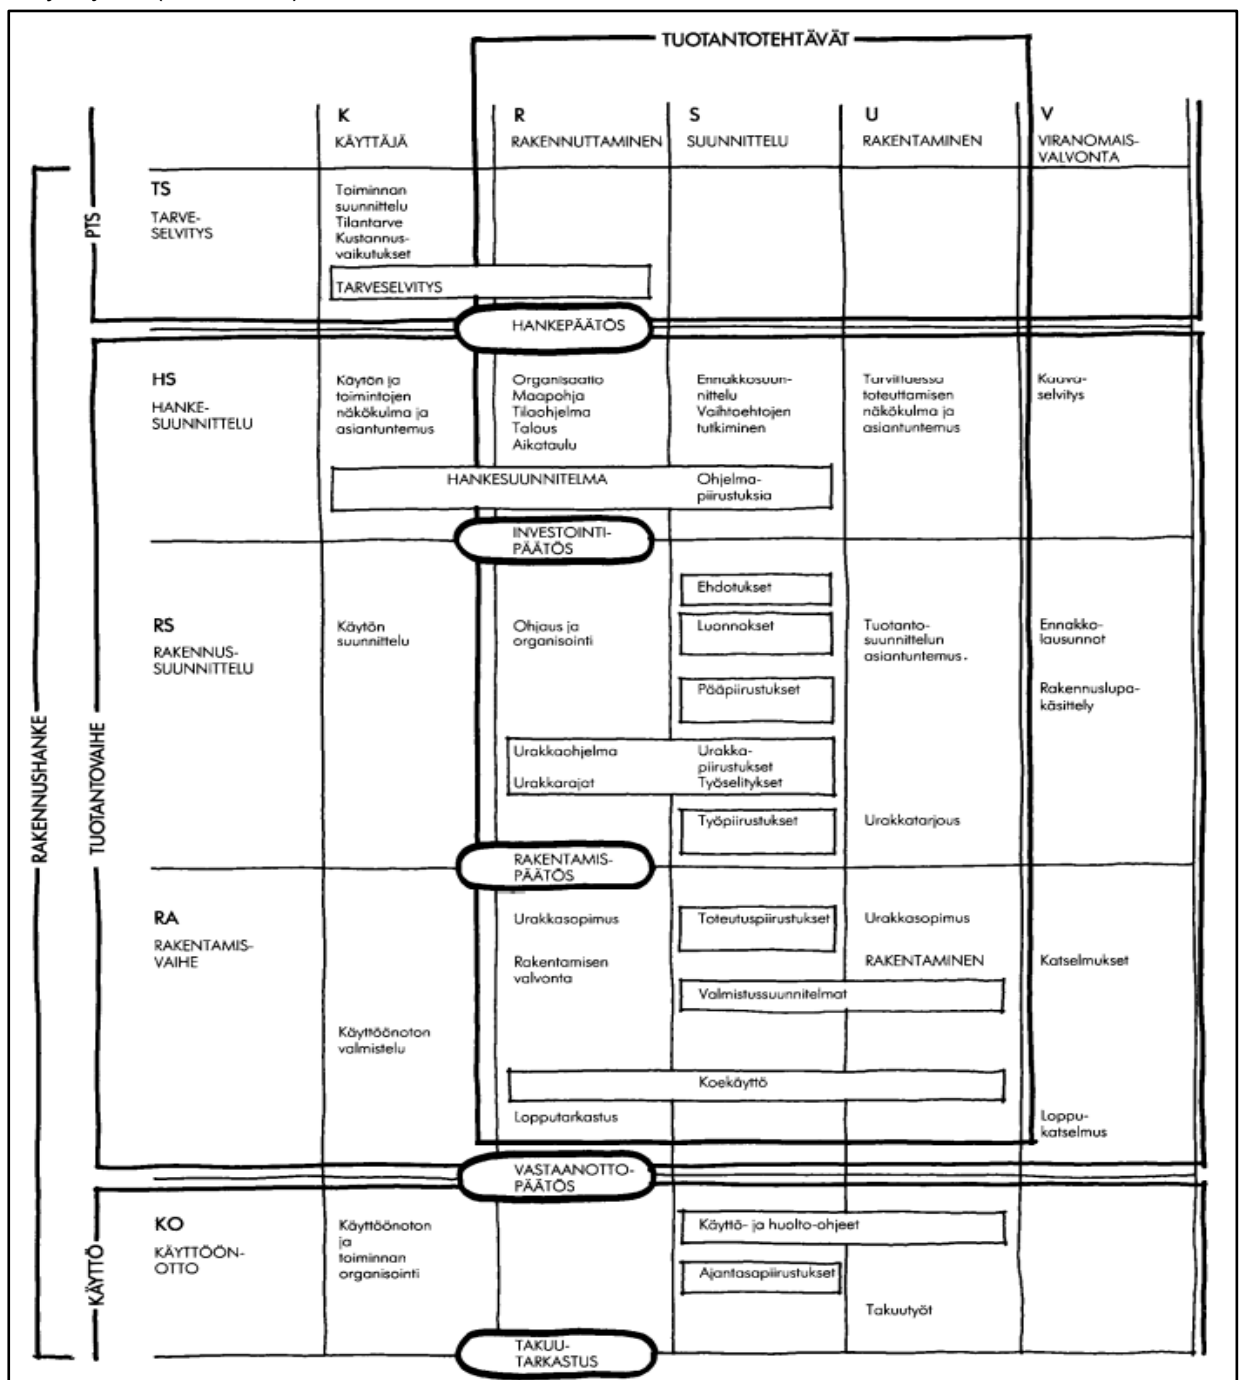 TUOTANTOTEHTÄVÄT
K
KÄYTTÄJÄ
R
RAKENNUTTAMINEN
S
SUUNNITTELU
U
RAKENTAMINEN
V
VIRANOMAIS-
VALVONTA
RAKENNUSHANKE
PTS
TS
TARVE-
SELVITYS
Toiminnan
suunnittelu
Tilantarve
Kustannus-
vaikutukset
TARVESELVITYS
HANKEPÄÄTÖS
TUOTANTOVAIHE
HS
HANKE-
SUUNNITTELU
Käytön ja
toimintojen
näkökulma ja
asiantuntemus
Organisaatio
Maapohja
Tilaohjelma
Talous
Aikataulu
Ennakkosuun-
nittelu
Vaihtoehtojen
tutkiminen
Tarvittaessa
toteuttamisen
näkökulma ja
asiantuntemus
Kaava-
selvitys
HANKESUUNNITELMA
Ohjelma-
piirustuksia
INVESTOINTI-
PÄÄTÖS
RS
RAKENNUS-
SUUNNITTELU
Käytön
suunnittelu
Ohjaus ja
organisointi
Ehdotukset
Luonnokset
Tuotanto-
suunnittelun
asiantuntemus.
Ennakko-
lausunnot
Pääpiirustukset
Rakennuslupa-
käsittely
Urakkaohjelma
Urakkarajat
Urakka-
piirustukset
Työselitykset
Työpiirustukset
Urakkatarjous
RAKENTAMIS-
PÄÄTÖS
RA
RAKENTAMIS-
VAIHE
Urakkasopimus
Toteutuspiirustukset
Urakkasopimus
Rakentamisen
valvonta
RAKENTAMINEN
Katselmukset
Valmistussuunnitelmat
Käyttöönoton
valmistelu
Koekäyttö
Lopputarkastus
Loppu-
katselmus
VASTAANOTTO-
PÄÄTÖS
KÄYTTÖ
KO
KÄYTTÖÖN-
OTTO
Käyttöönoton
ja
toiminnan
organisointi
Käyttö- ja huolto-ohjeet
Ajantasapiirustukset
Takuutyöt
TAKUU-
TARKASTUS